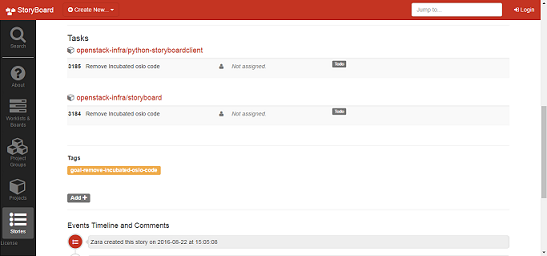 StoryBoard
Create New...
Jump to...
Login
Search
About
Worklists &
Boards
Project
Groups
Projects
Stories
License
Tasks
openstack-infra/python-storyboardclient
3185 Remove incubated oslo code Not assigned Todo
openstack-infra/storyboard
3184 Remove incubated oslo code Not assigned Todo
Tags
goal-remove-incubated-oslo-code
Add +
Events Timeline and Comments
Zara created this story on 2016-08-22 at 15:05:08